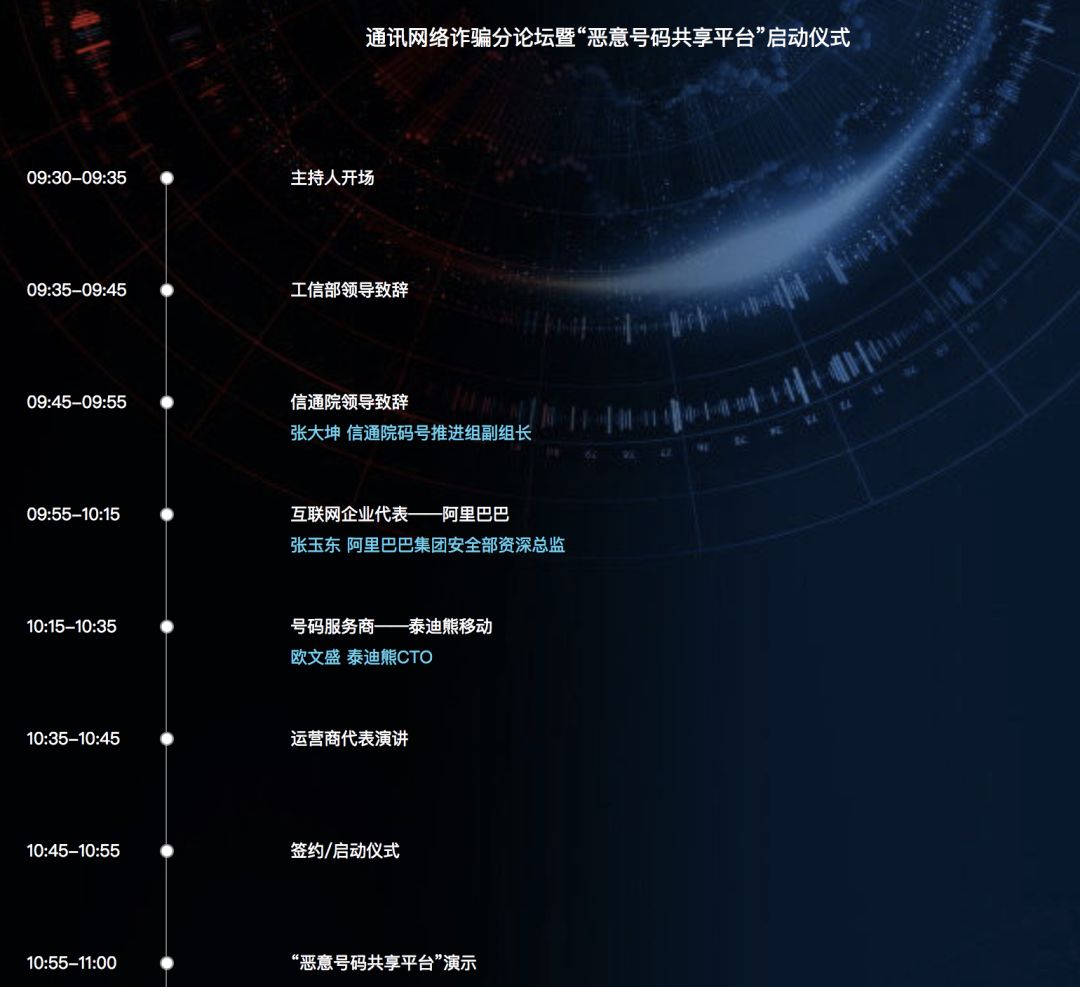 通讯网络诈骗分论坛暨“恶意号码共享平台”启动仪式
09:30–09:35 主持人开场
09:35–09:45 工信部领导致辞
09:45–09:55 信通院领导致辞
张大坤 信通院码号推进组副组长
09:55–10:15 互联网企业代表——阿里巴巴
张玉东 阿里巴巴集团安全部资深总监
10:15–10:35 号码服务商——泰迪熊移动
欧文盛 泰迪熊CTO
10:35–10:45 运营商代表演讲
10:45–10:55 签约/启动仪式
10:55–11:00 “恶意号码共享平台”演示